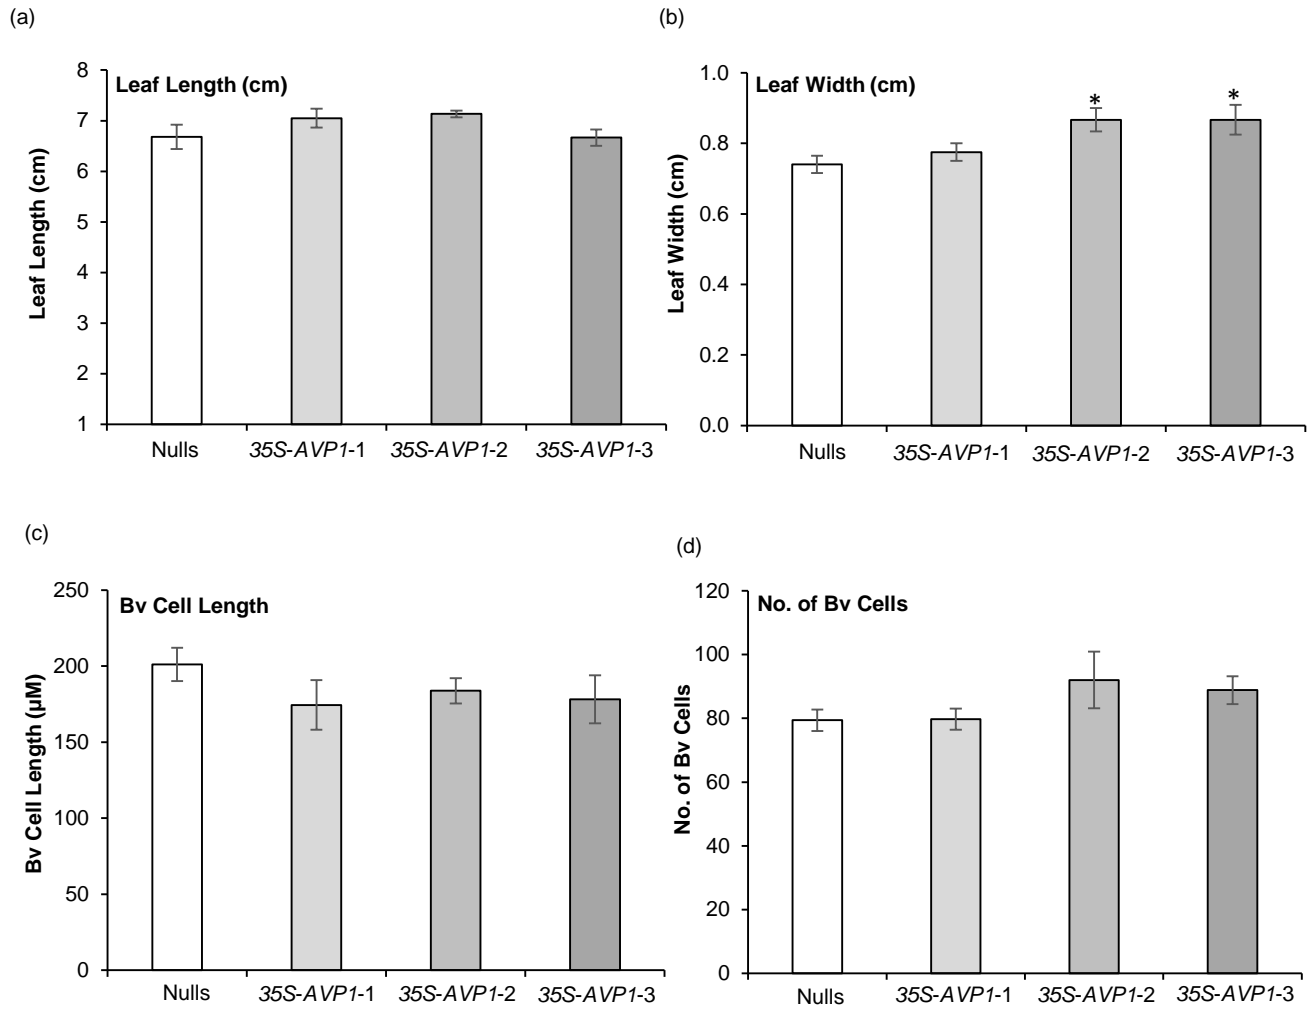 (a)
Leaf Length (cm)
Leaf Length (cm)
8
7
6
5
4
3
2
1
Nulls 35S-AVP1-1 35S-AVP1-2 35S-AVP1-3
(b)
Leaf Width (cm)
Leaf Width (cm)
1.0
0.8
0.6
0.4
0.2
0.0
* *
Nulls 35S-AVP1-1 35S-AVP1-2 35S-AVP1-3
(c)
Bv Cell Length
Bv Cell Length (µM)
250
200
150
100
50
0
Nulls 35S-AVP1-1 35S-AVP1-2 35S-AVP1-3
(d)
No. of Bv Cells
No. of Bv Cells
120
100
80
60
40
20
0
Nulls 35S-AVP1-1 35S-AVP1-2 35S-AVP1-3